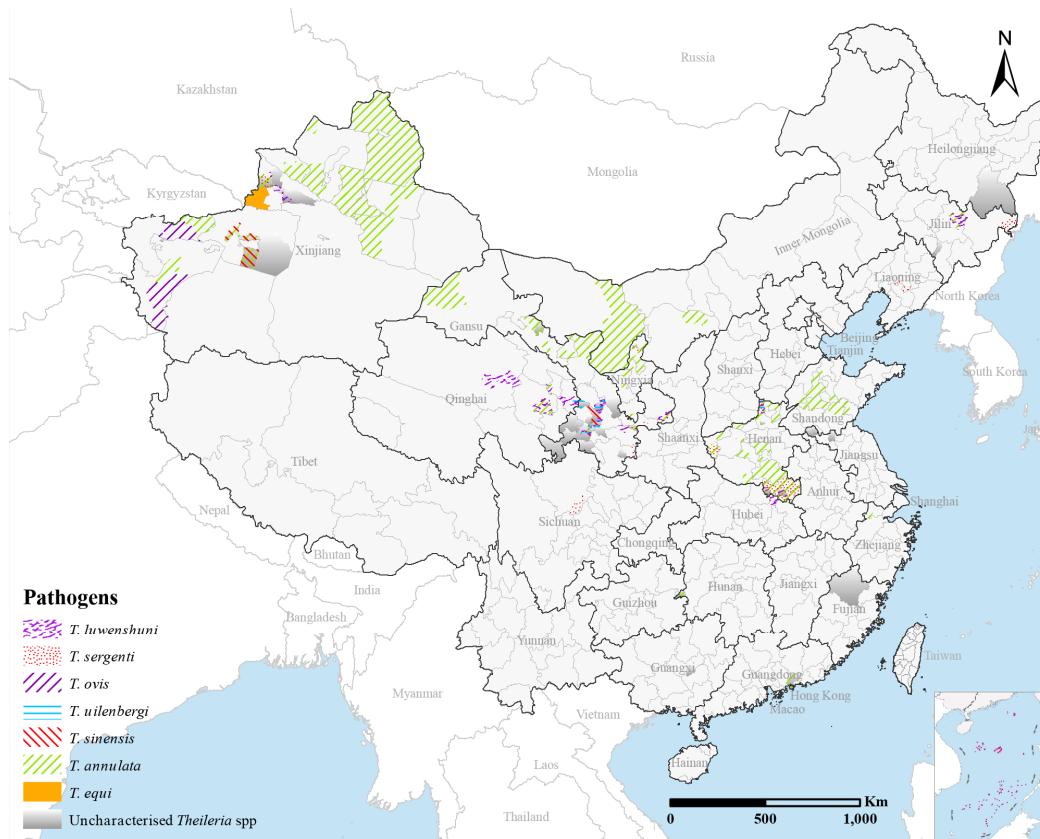 N
Russia
Kazakhstan
Heilongjiang
Mongolia
Kyrgyzstan
Inner Mongolia
Jilin
Xinjiang
Liaoning
North Korea
Gansu
Beijing
Tianjin
Hebei
South Korea
Shanxi
Ningxia
Qinghai
Shandong
Shaanxi
Henan
Jiangsu
Tibet
Anhur
Shanghai
Hubei
Sichuan
Nepal
Chongqing
Zhejiang
Bhutan
Hunan
Jiangxi
India
Guizhou
Fujian
Bangladesh
Yunnan
Taiwan
Guangxi
Guangdong
Hong Kong
Macao
Myanmar
Vietnam
Hainan
Laos
Thailand
Pathogens
T. luwenshuni
T. sergenti
T. ovis
T. uilenbergi
T. sinensis
T. annulata
T. equi
Uncharacterised Theileria spp
Km
0 500 1,000